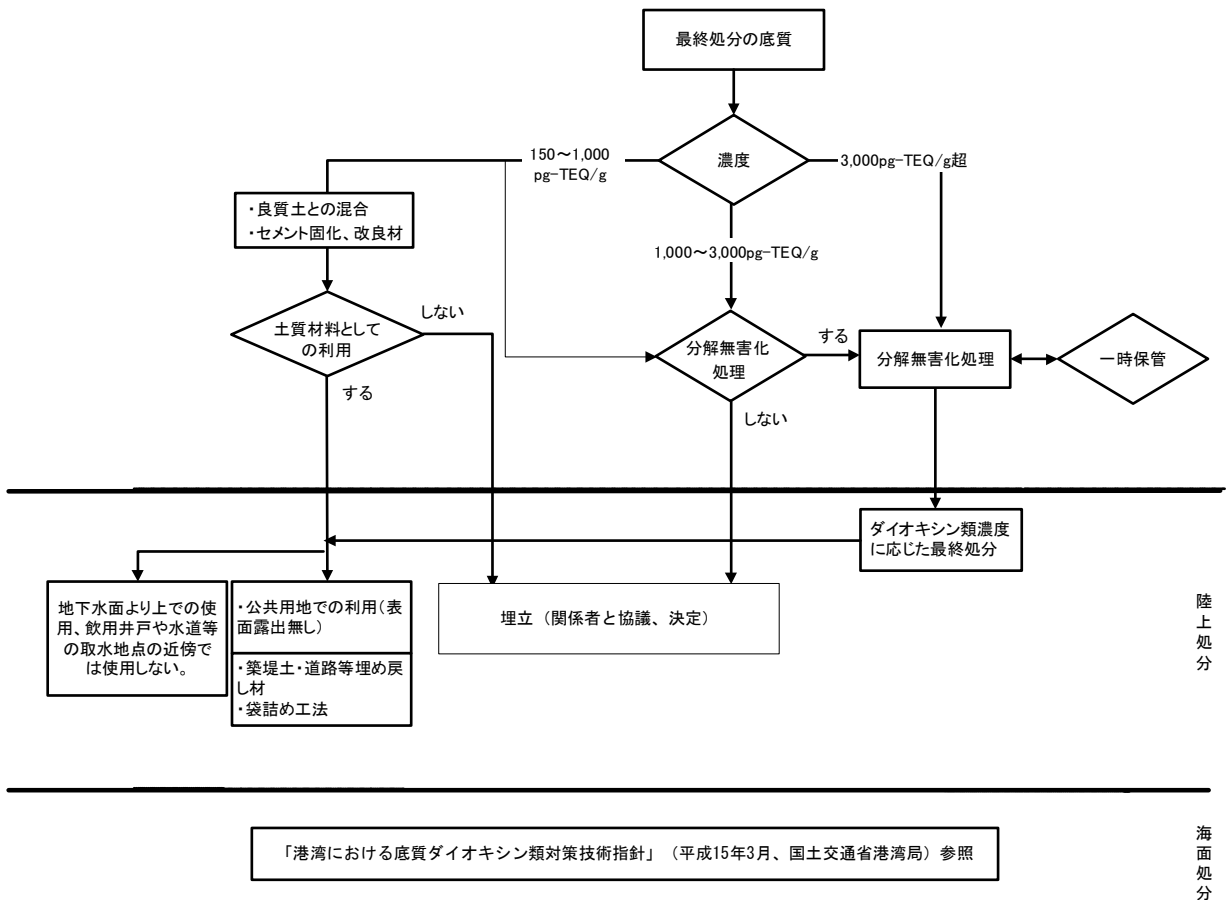 最終処分の底質
濃度
150～1,000
pg-TEQ/g
3,000pg-TEQ/g超
・良質土との混合
・セメント固化、改良材
1,000～3,000pg-TEQ/g
土質材料として
の利用
しない
する
分解無害化
処理
する
しない
分解無害化処理
一時保管
ダイオキシン類濃度
に応じた最終処分
地下水面より上での使
用、飲用井戸や水道等
の取水地点の近傍で
は使用しない。
・公共用地での利用（表
面露出無し）
・築堤土・道路等埋め戻
し材
・袋詰め工法
埋立（関係者と協議、決定）
陸上処分
「港湾における底質ダイオキシン類対策技術指針」（平成15年3月、国土交通省港湾局）参照
海面処分